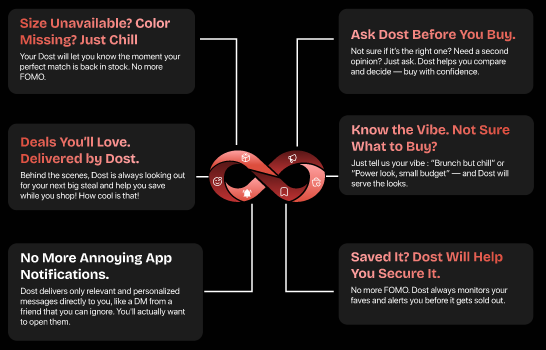 Size Unavailable? Color
Missing? Just Chill
Your Dost will let you know the moment your
perfect match is back in stock. No more
FOMO.
Deals You'll Love.
Delivered by Dost.
Behind the scenes, Dost is always looking out
for your next big steal and help you save
while you shop! How cool is that!
No More Annoying App
Notifications.
Dost delivers only relevant and personalized
messages directly to you, like a DM from a
friend that you can ignore. You'll actually want
to open them.
Ask Dost Before You Buy.
Not sure if it's the right one? Need a second
opinion? Just ask. Dost helps you compare
and decide — buy with confidence.
Know the Vibe. Not Sure
What to Buy?
Just tell us your vibe : "Brunch but chill" or
"Power look, small budget" — and Dost will
serve the looks.
Saved It? Dost Will Help
You Secure It.
No more FOMO. Dost always monitors your
faves and alerts you before it gets sold out.